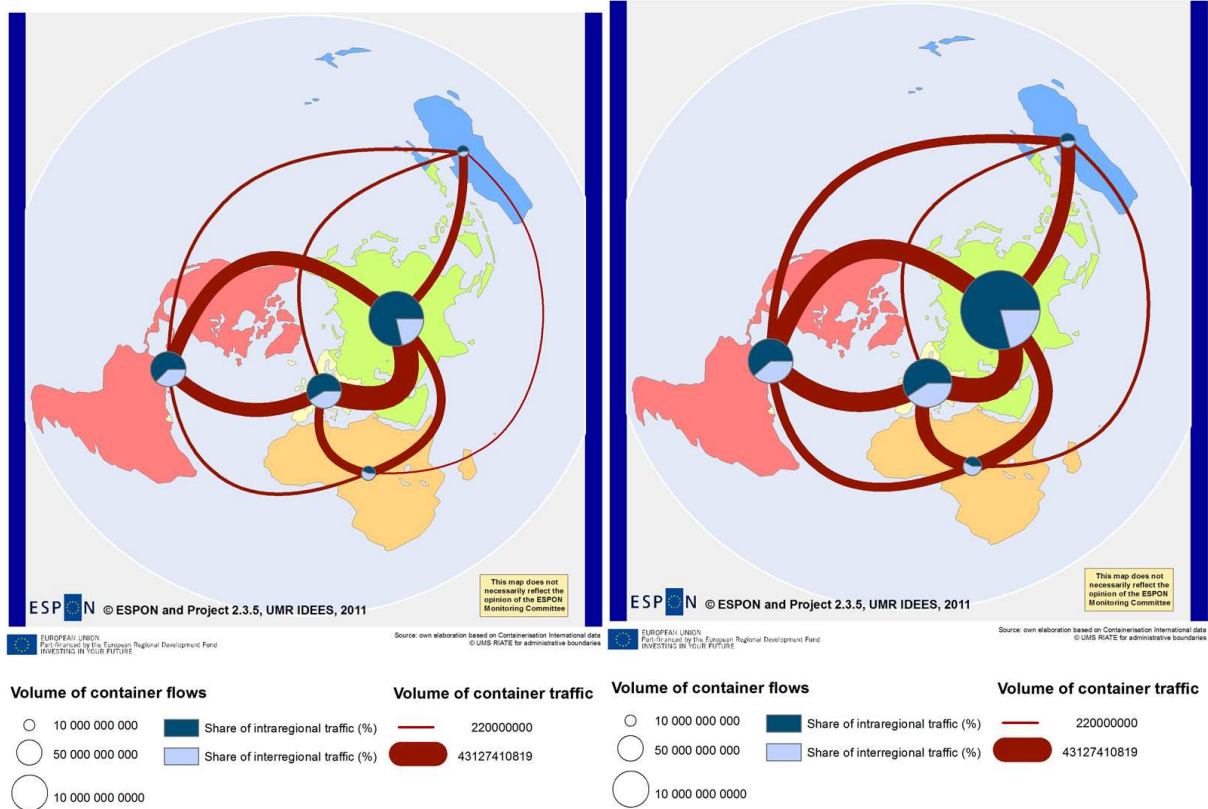 This map does not
necessarily reflect the
opinion of the ESPON
Monitoring Committee
ESPON © ESPON and Project 2.3.5, UMR IDEES, 2011
EUROPEAN UNION
Part-financed by the European Regional Development Fund
INVESTING IN YOUR FUTURE
Source: own elaboration based on Containerisation International data
© UMS RIATE for administrative boundaries
Volume of container flows
10 000 000 000
50 000 000 000
10 000 000 0000
Share of intraregional traffic (%)
Share of interregional traffic (%)
Volume of container traffic
220000000
43127410819
This map does not
necessarily reflect the
opinion of the ESPON
Monitoring Committee
ESPON © ESPON and Project 2.3.5, UMR IDEES, 2011
EUROPEAN UNION
Part-financed by the European Regional Development Fund
INVESTING IN YOUR FUTURE
Source: own elaboration based on Containerisation International data
© UMS RIATE for administrative boundaries
Volume of container flows
10 000 000 000
50 000 000 000
10 000 000 0000
Share of intraregional traffic (%)
Share of interregional traffic (%)
Volume of container traffic
220000000
43127410819